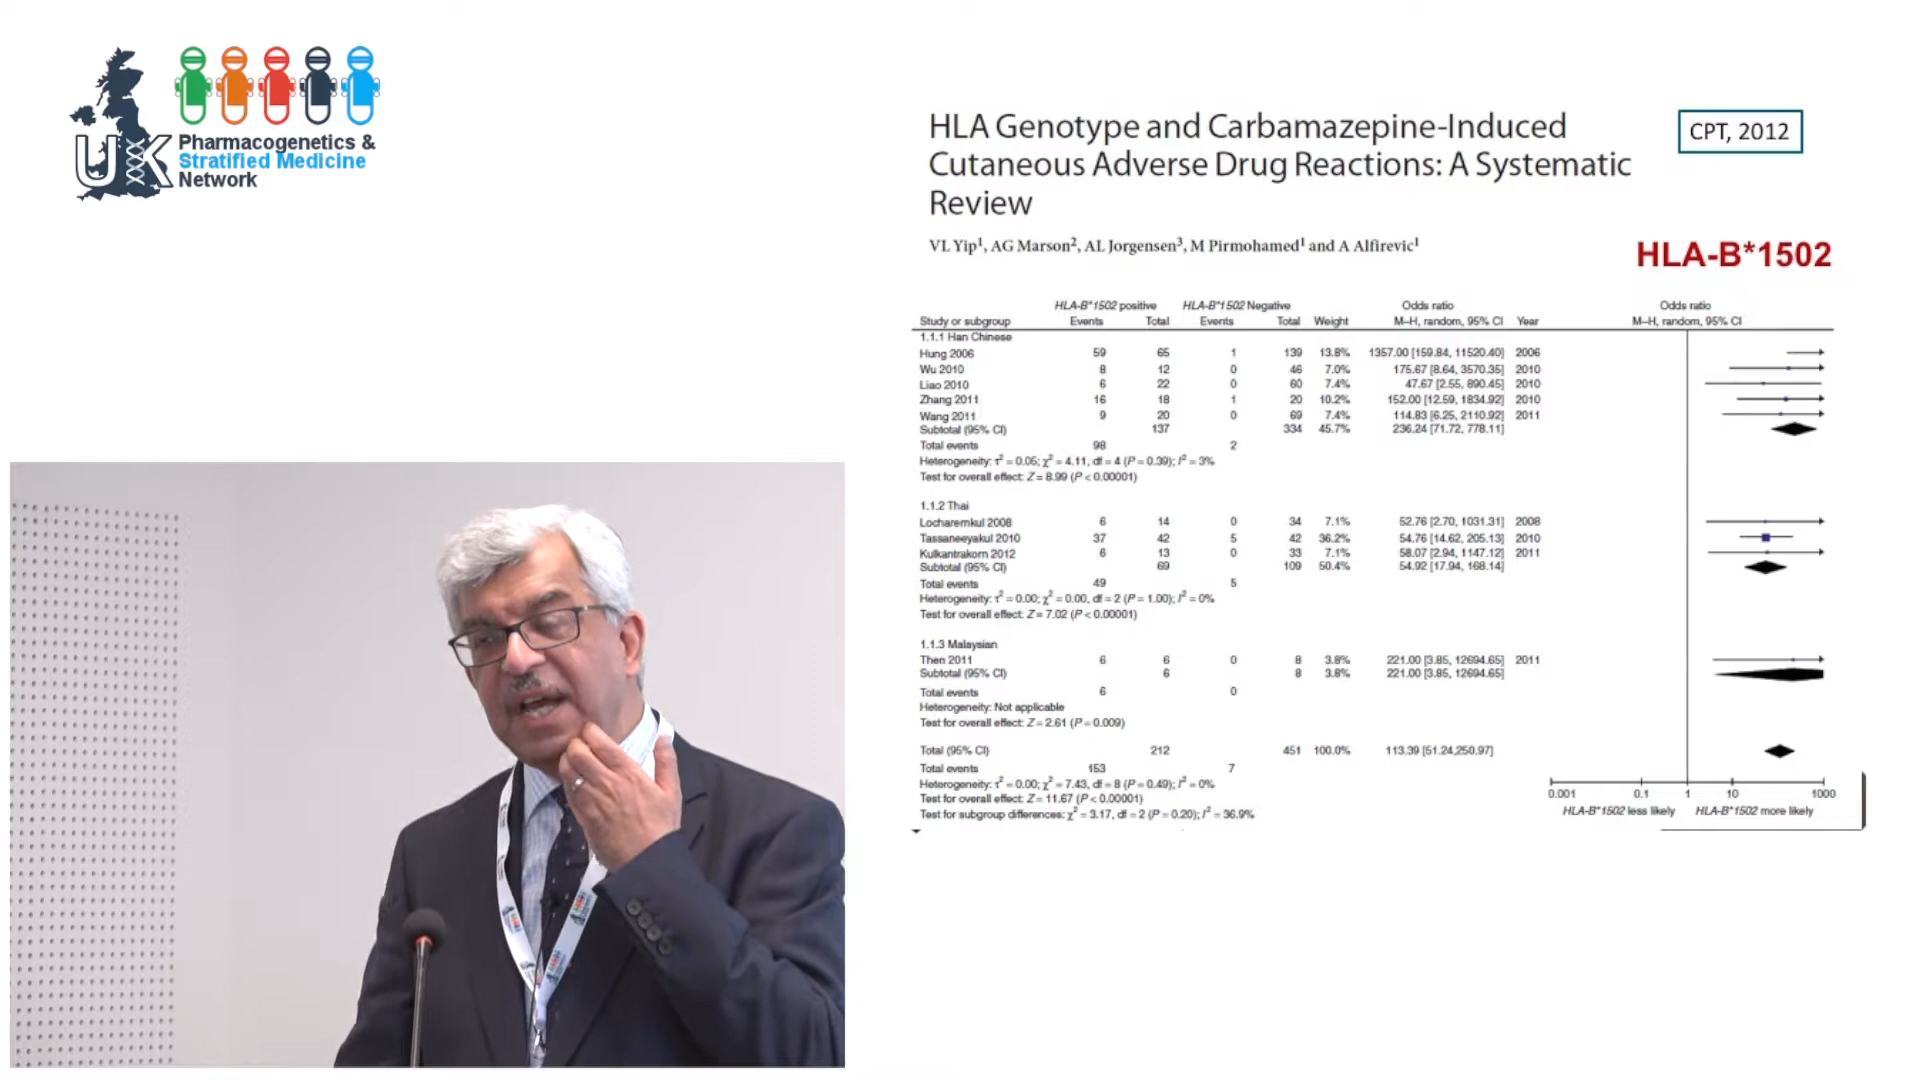 UK
Pharmacogenetics &
Stratified Medicine
Network
HLA Genotype and Carbamazepine-Induced
Cutaneous Adverse Drug Reactions: A Systematic
Review
CPT, 2012
VL Yip1, AG Marson2, AL Jorgensen3, M Pirmohamed1 and A Alfirevic1
HLA-B*1502
HLA-B*1502 positive HLA-B*1502 Negative Odds ratio Odds ratio
Study or subgroup Events Total Events Total Weight M–H, random, 95% CI Year M–H, random, 95% CI
1.1.1 Han Chinese
Hung 2006 59 65 1 139 13.8% 1357.00 [159.84, 11520.40] 2006
Wu 2010 8 12 0 46 7.0% 175.67 [8.64, 3570.35] 2010
Liao 2010 6 22 0 60 7.4% 47.67 [2.55, 890.45] 2010
Zhang 2011 16 18 1 20 10.2% 152.00 [12.59, 1834.92] 2010
Wang 2011 9 20 0 69 7.4% 114.83 [6.25, 2110.92] 2011
Subtotal (95% CI) 137 334 45.7% 236.24 [71.72, 778.11]
Total events 98 2
Heterogeneity: τ² = 0.05; χ² = 4.11, df = 4 (P = 0.39); I² = 3%
Test for overall effect: Z = 8.99 (P < 0.00001)
1.1.2 Thai
Locharernkul 2008 6 14 0 34 7.1% 52.76 [2.70, 1031.31] 2008
Tassaneeyakul 2010 37 42 5 42 36.2% 54.76 [14.62, 205.13] 2010
Kulkantrakorn 2012 6 13 0 33 7.1% 58.07 [2.94, 1147.12] 2011
Subtotal (95% CI) 69 109 50.4% 54.92 [17.94, 168.14]
Total events 49 5
Heterogeneity: τ² = 0.00; χ² = 0.00, df = 2 (P = 1.00); I² = 0%
Test for overall effect: Z = 7.02 (P < 0.00001)
1.1.3 Malaysian
Then 2011 6 6 0 8 3.8% 221.00 [3.85, 12694.65] 2011
Subtotal (95% CI) 6 8 3.8% 221.00 [3.85, 12694.65]
Total events 6 0
Heterogeneity: Not applicable
Test for overall effect: Z = 2.61 (P = 0.009)
Total (95% CI) 212 451 100.0% 113.39 [51.24,250.97]
Total events 153 7
Heterogeneity: τ² = 0.00; χ² = 7.43, df = 8 (P = 0.49); I² = 0%
Test for overall effect: Z = 11.67 (P < 0.00001)
Test for subgroup differences: χ² = 3.17, df = 2 (P = 0.20); I² = 36.9%
0.001 0.1 1 10 1000
HLA-B*1502 less likely HLA-B*1502 more likely